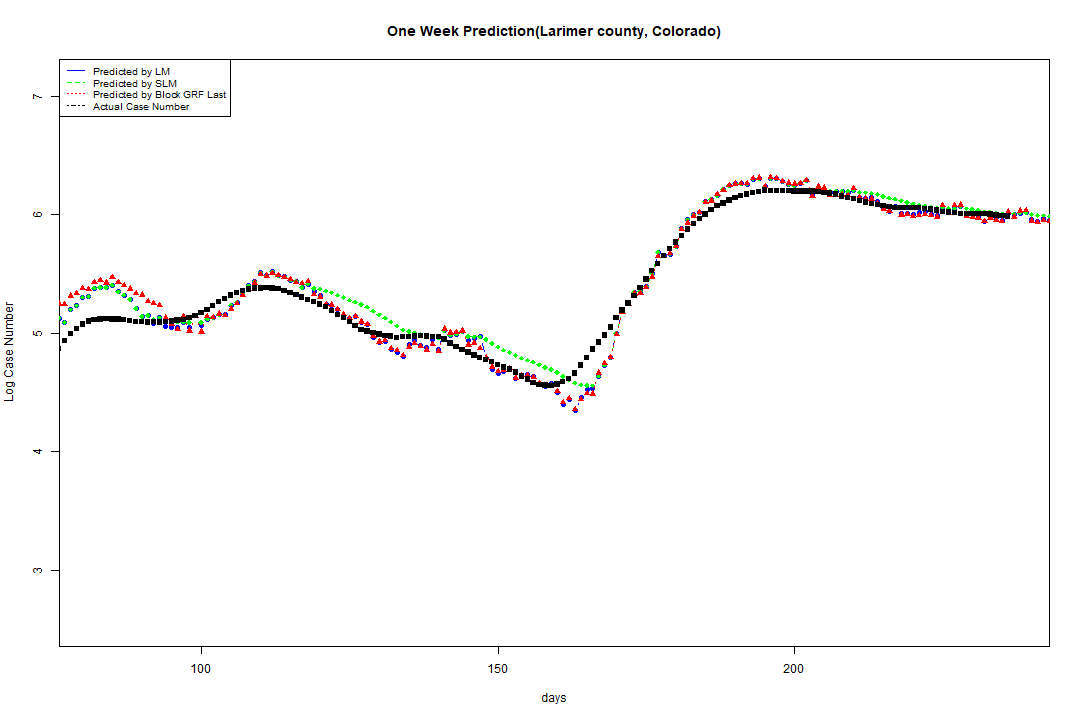 One Week Prediction(Larimer county, Colorado)
Predicted by LM
Predicted by SLM
Predicted by Block GRF Last
Actual Case Number
7
6
5
4
3
Log Case Number
100
150
200
days